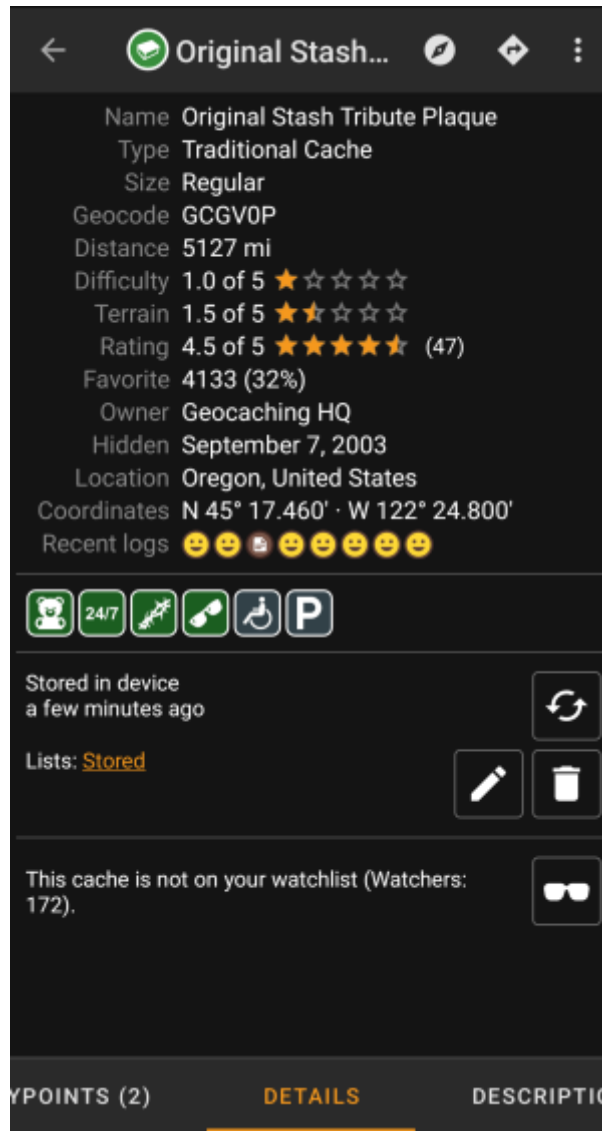 Original Stash...
Name Original Stash Tribute Plaque
Type Traditional Cache
Size Regular
Geocode GCGV0P
Distance 5127 mi
Difficulty 1.0 of 5
Terrain 1.5 of 5
Rating 4.5 of 5 (47)
Favorite 4133 (32%)
Owner Geocaching HQ
Hidden September 7, 2003
Location Oregon, United States
Coordinates N 45° 17.460' · W 122° 24.800'
Recent logs
24/7 P
Stored in device
a few minutes ago
Lists: Stored
This cache is not on your watchlist (Watchers:
172).
YPOINTS (2) DETAILS DESCRIPTIO